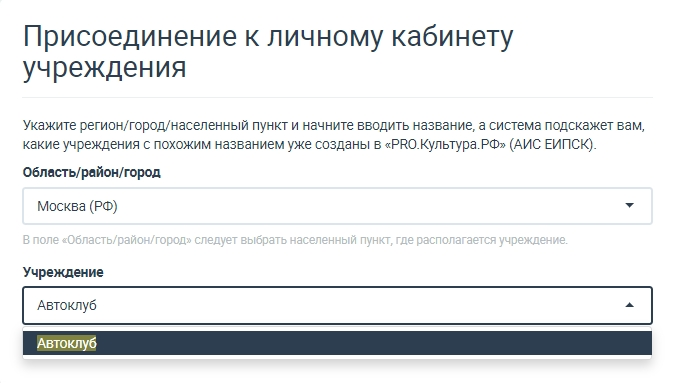 Присоединение к личному кабинету
учреждения
Укажите регион/город/населенный пункт и начните вводить название, а система подскажет вам,
какие учреждения с похожим названием уже созданы в «PRO.Культура.РФ» (АИС ЕИПСК).
Область/район/город
Москва (РФ)
В поле «Область/район/город» следует выбрать населенный пункт, где располагается учреждение.
Учреждение
Автоклуб
Автоклуб